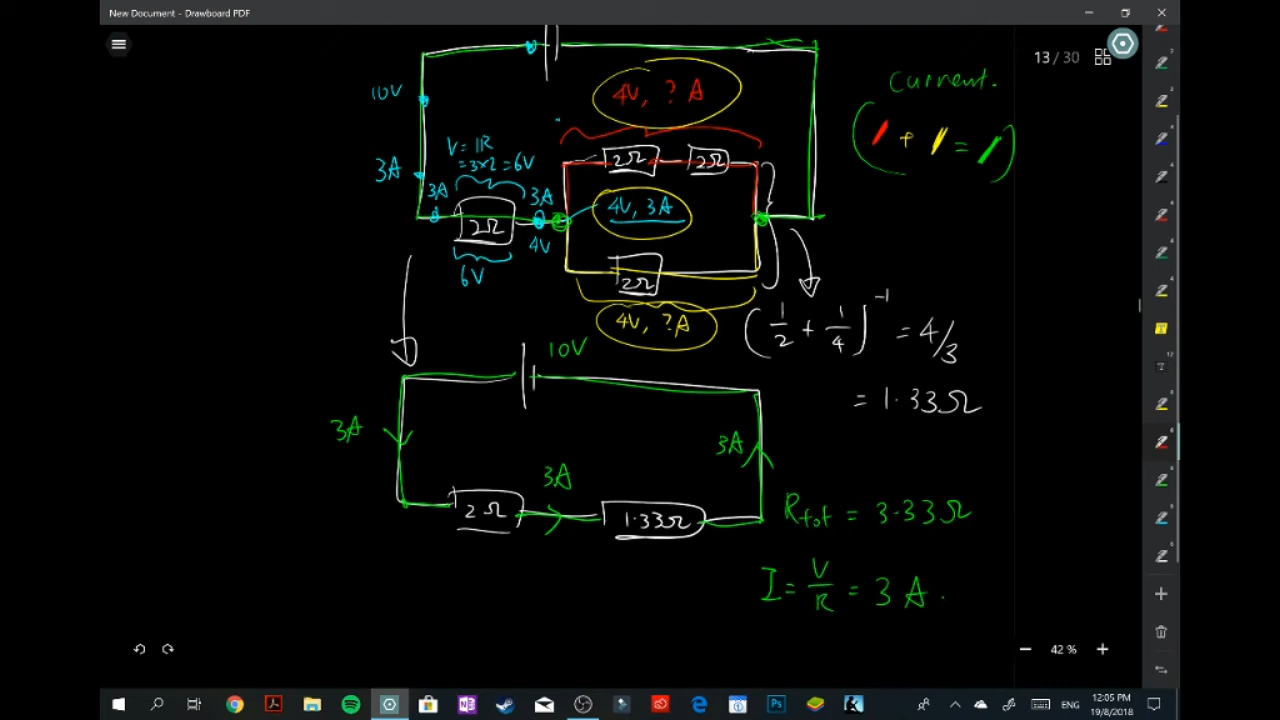 New Document - Drawboard PDF
13 / 30
current.
4V, ? A
10V
V = IR
= 3×2 = 6V
2Ω
2Ω
+ = 
3A
3A
3A
4V, 3A
2Ω
4V
6V
2Ω
4V, ?A
(1/2 + 1/4)^-1 = 4/3
= 1.33Ω
10V
3A
3A
3A
2Ω
1.33Ω
Rtot = 3.33Ω
I = V/R = 3 A.
42 %
ENG
12:05 PM
19/8/2018